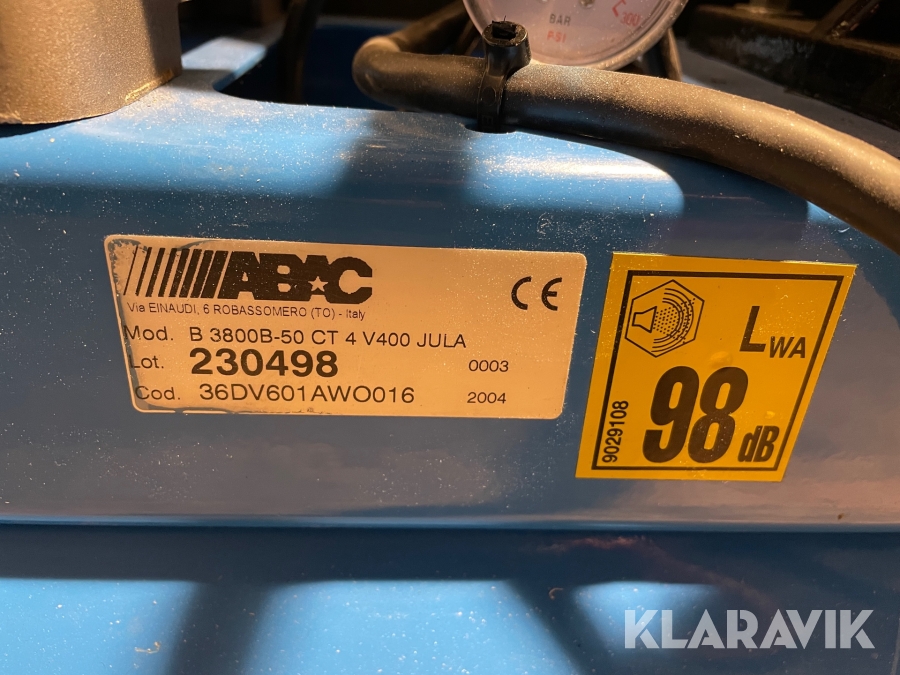 BAR
PSI
300
ABAC
CE
Via EINAUDI, 6 ROBASSOMERO (TO) - Italy
Mod. B 3800B-50 CT 4 V400 JULA
Lot. 230498 0003
Cod. 36DV601AWO016 2004
LWA
98 dB
9029108
KLARAVIK